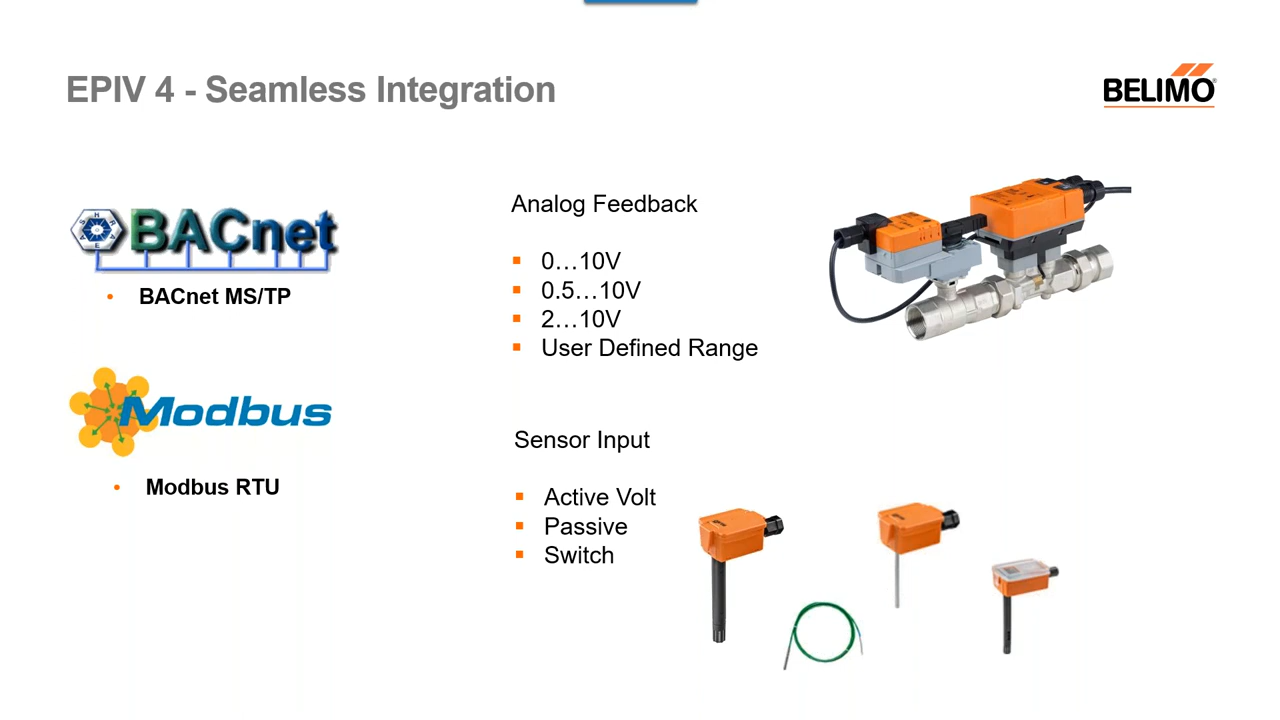 EPIV 4 - Seamless Integration
BELIMO®
ASHRAE
BACnet
• BACnet MS/TP
Modbus
• Modbus RTU
Analog Feedback
▪ 0…10V
▪ 0.5…10V
▪ 2…10V
▪ User Defined Range
Sensor Input
▪ Active Volt
▪ Passive
▪ Switch